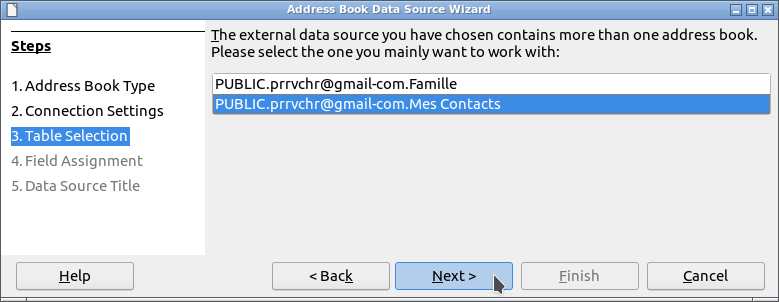 Address Book Data Source Wizard
Steps
1. Address Book Type
2. Connection Settings
3. Table Selection
4. Field Assignment
5. Data Source Title
The external data source you have chosen contains more than one address book.
Please select the one you mainly want to work with:
PUBLIC.prrvchr@gmail-com.Famille
PUBLIC.prrvchr@gmail-com.Mes Contacts
Help
< Back
Next >
Finish
Cancel